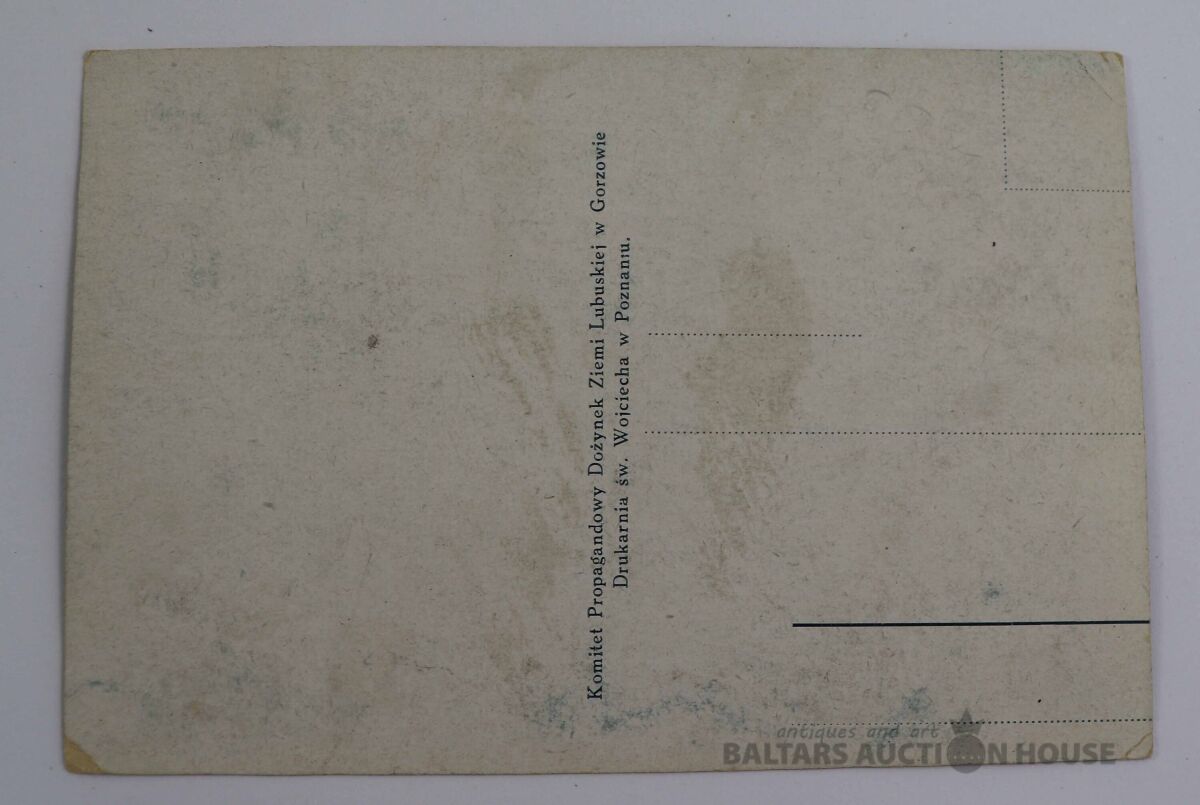 Komitet Propagandowy Dożynek Ziemi Lubuskiej w Gorzowie
Drukarnia św. Wojciecha w Poznaniu.
antiques and art
BALTARS AUCTION HOUSE